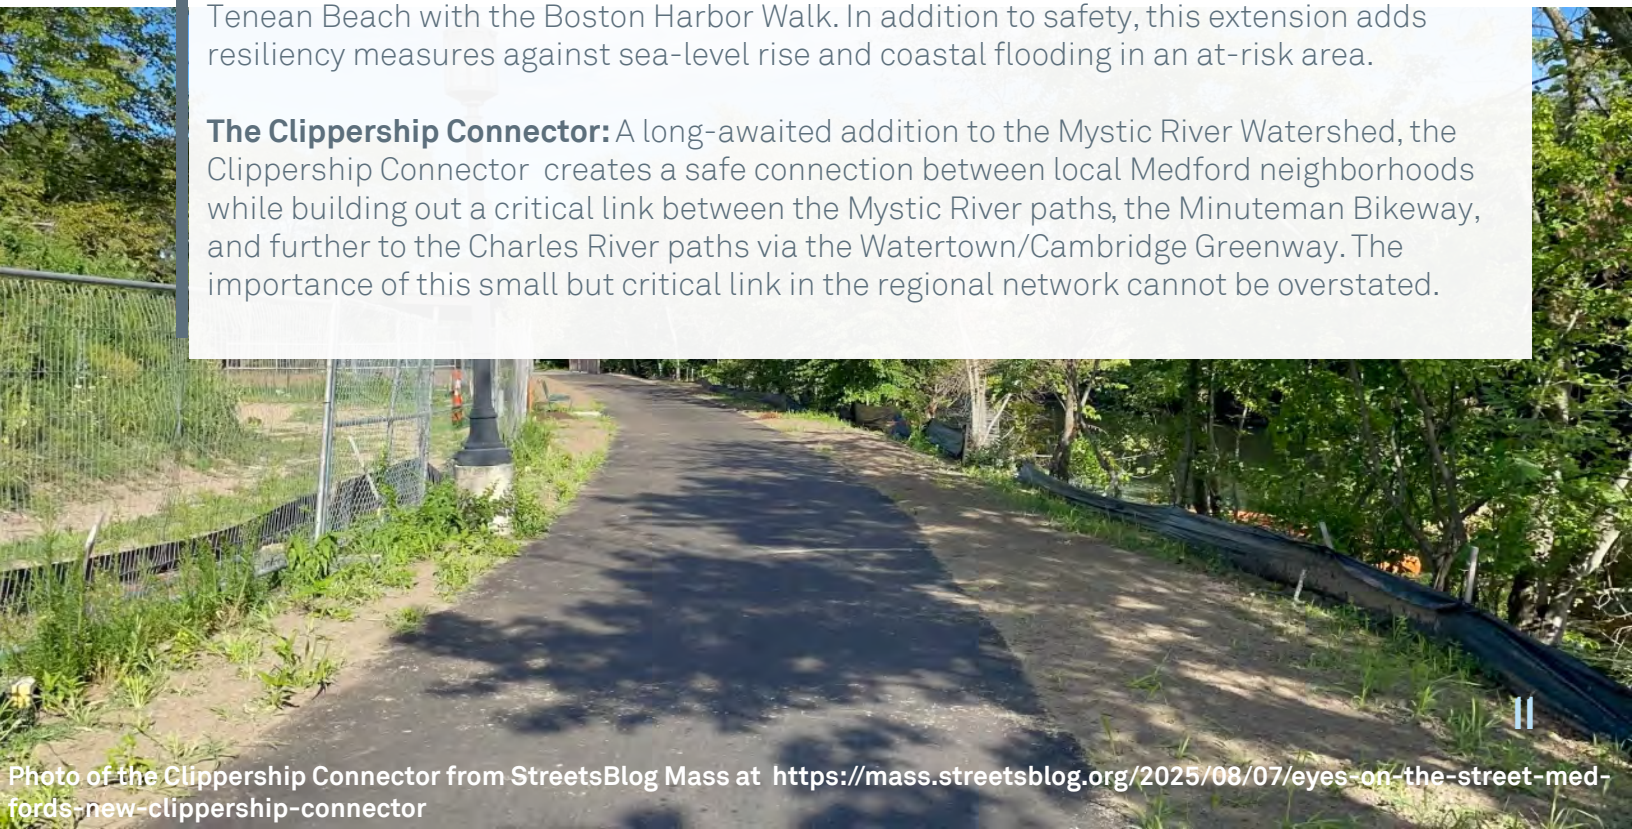 Tenean Beach with the Boston Harbor Walk. In addition to safety, this extension adds
resiliency measures against sea-level rise and coastal flooding in an at-risk area.
The Clippership Connector: A long-awaited addition to the Mystic River Watershed, the
Clippership Connector creates a safe connection between local Medford neighborhoods
while building out a critical link between the Mystic River paths, the Minuteman Bikeway,
and further to the Charles River paths via the Watertown/Cambridge Greenway. The
importance of this small but critical link in the regional network cannot be overstated.
11
Photo of the Clippership Connector from StreetsBlog Mass at https://mass.streetsblog.org/2025/08/07/eyes-on-the-street-med-
fords-new-clippership-connector